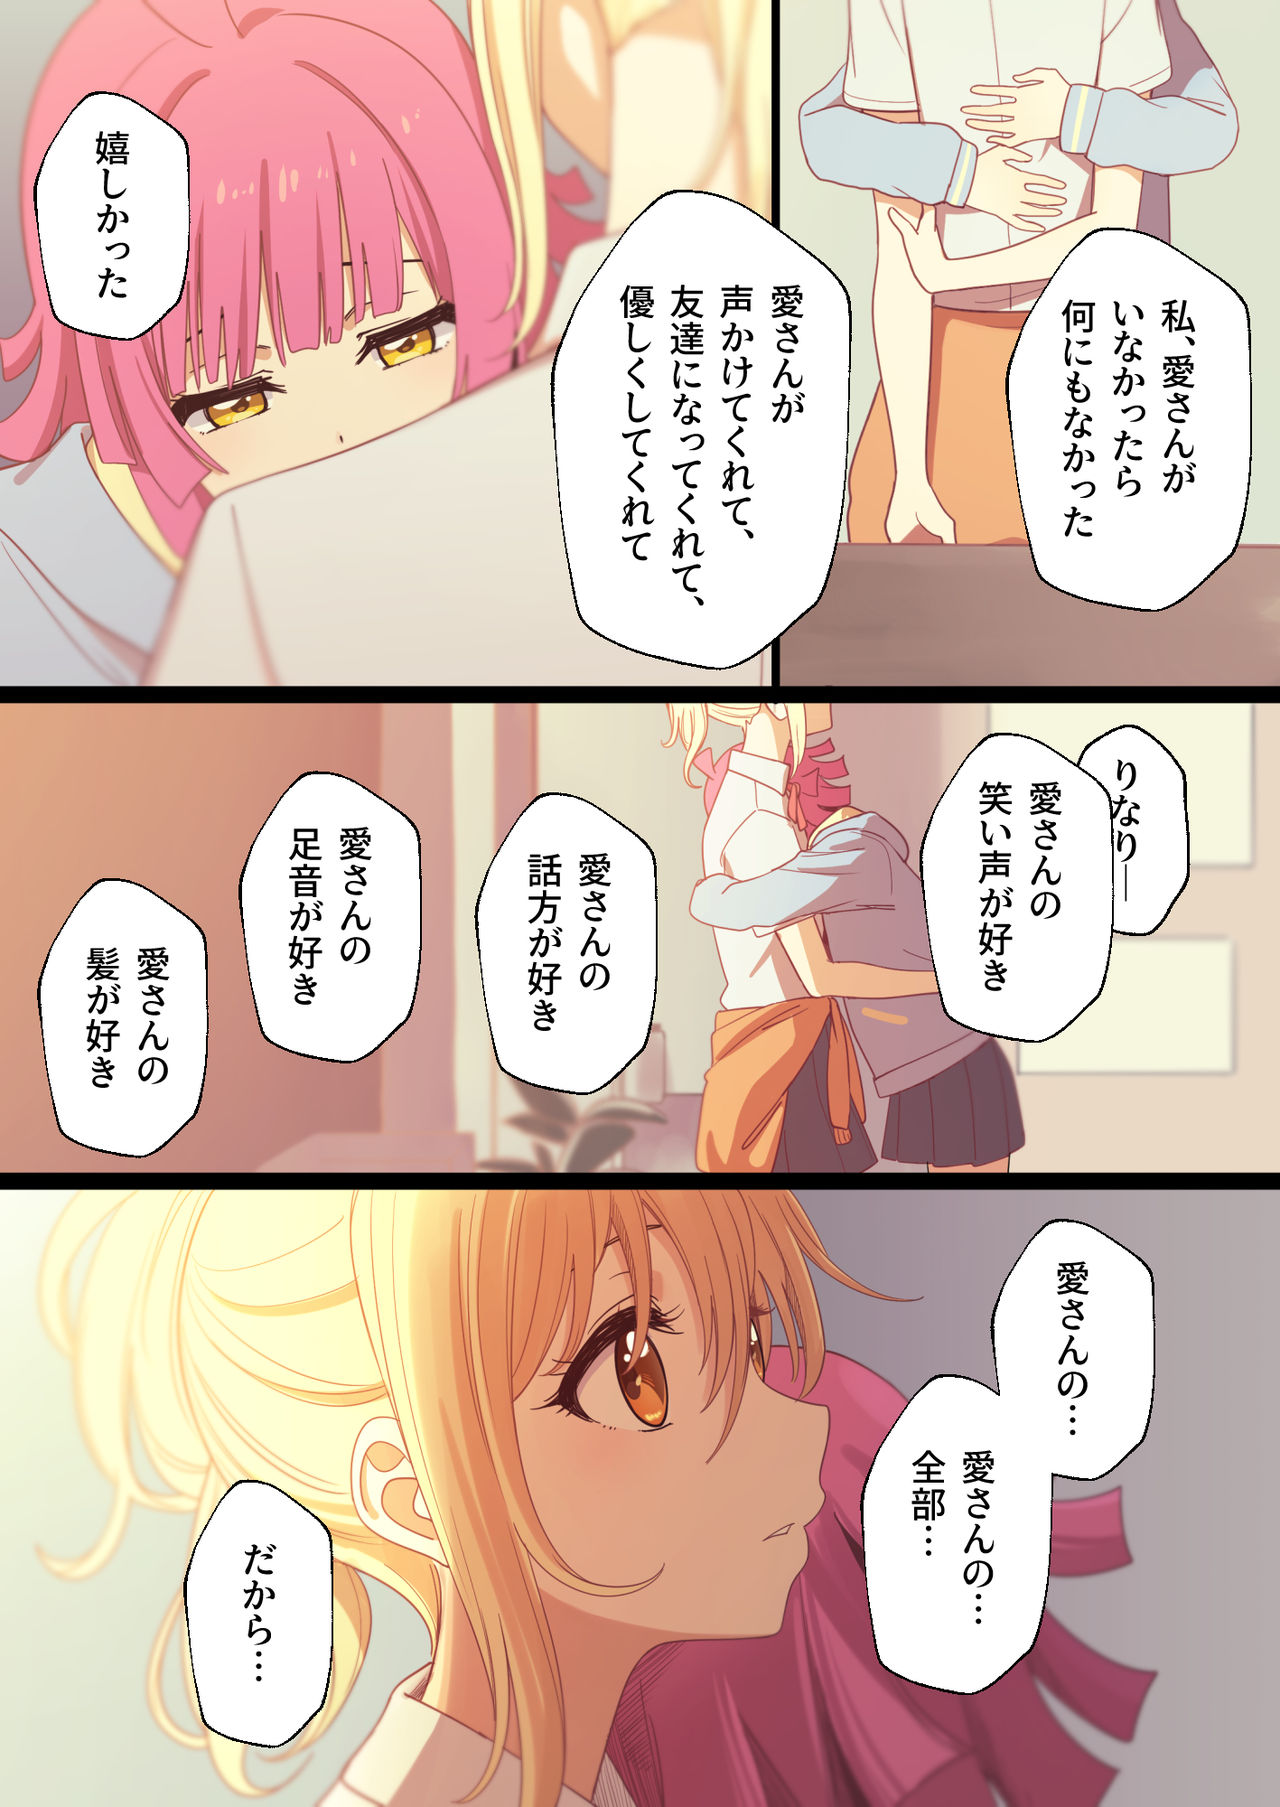 私、愛さんが
いなかったら
何にもなかった
愛さんが
声かけてくれて、
友達になってくれて、
優しくしてくれて
嬉しかった
りなりー
愛さんの
笑い声が好き
愛さんの
話方が好き
愛さんの
足音が好き
愛さんの
髪が好き
愛さんの…
愛さんの…
全部…
だから…